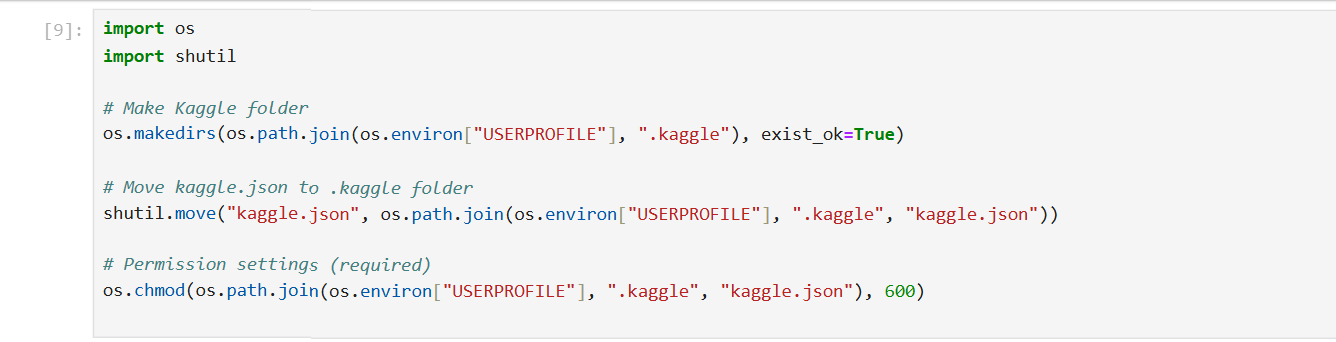 [9]:
import os
import shutil
# Make Kaggle folder
os.makedirs(os.path.join(os.environ["USERPROFILE"], ".kaggle"), exist_ok=True)
# Move kaggle.json to .kaggle folder
shutil.move("kaggle.json", os.path.join(os.environ["USERPROFILE"], ".kaggle", "kaggle.json"))
# Permission settings (required)
os.chmod(os.path.join(os.environ["USERPROFILE"], ".kaggle", "kaggle.json"), 600)